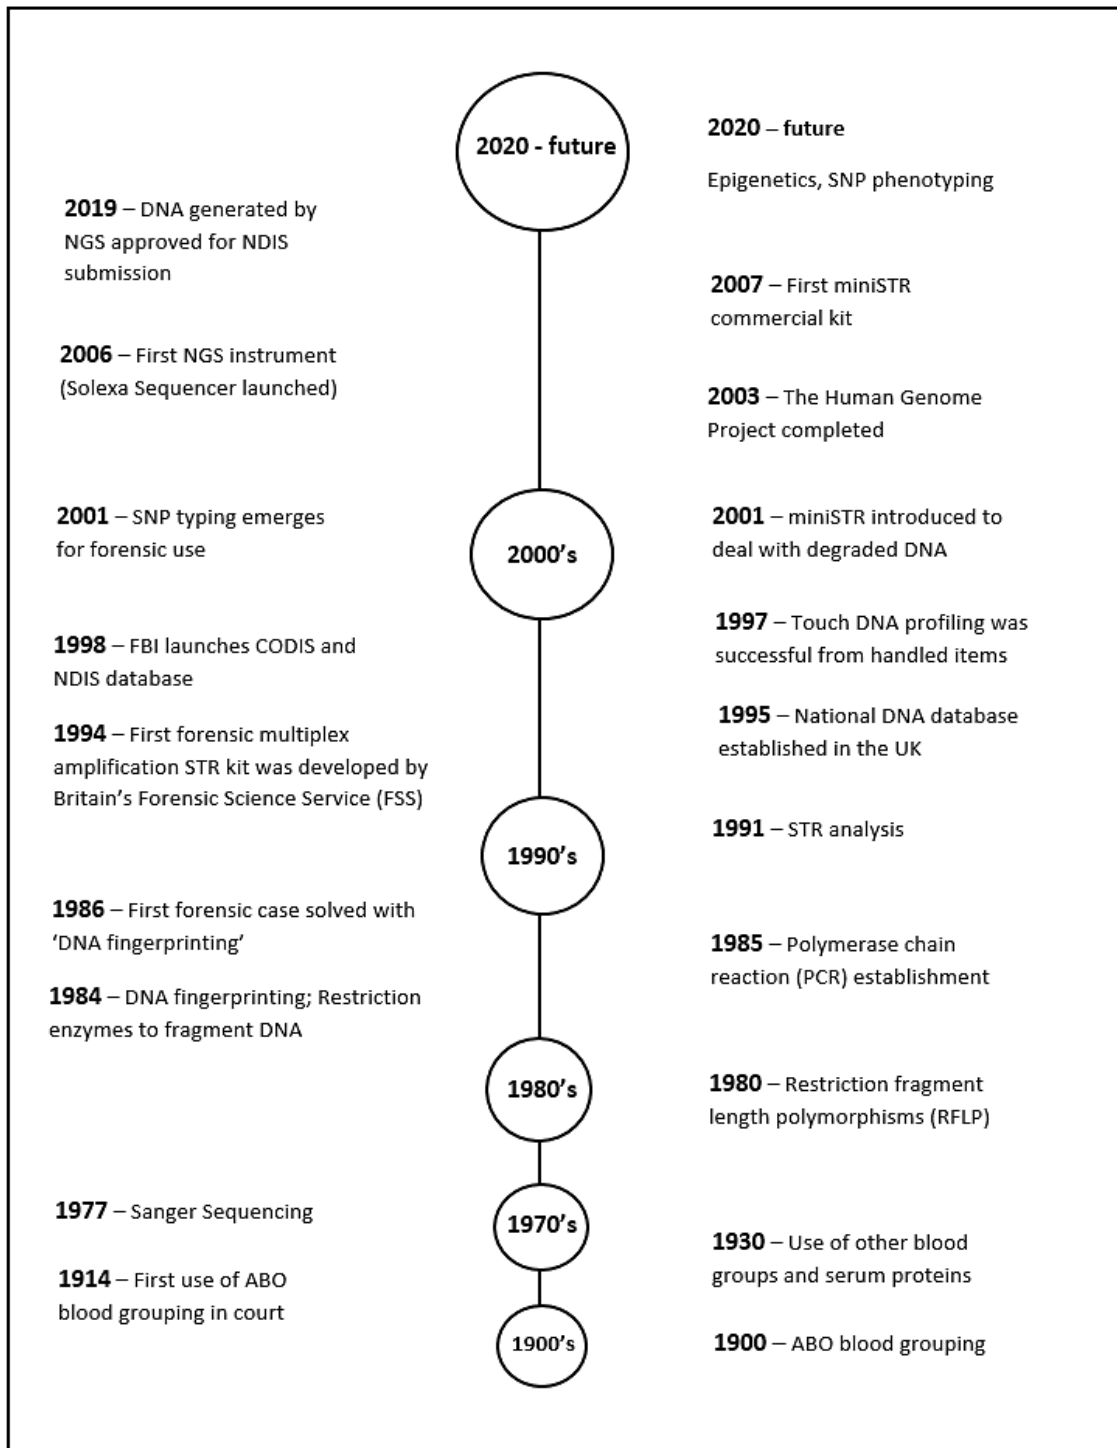 2020 - future
2020 – future
Epigenetics, SNP phenotyping
2019 – DNA generated by
NGS approved for NDIS
submission
2007 – First miniSTR
commercial kit
2006 – First NGS instrument
(Solexa Sequencer launched)
2003 – The Human Genome
Project completed
2000's
2001 – SNP typing emerges
for forensic use
2001 – miniSTR introduced to
deal with degraded DNA
1997 – Touch DNA profiling was
successful from handled items
1998 – FBI launches CODIS and
NDIS database
1995 – National DNA database
established in the UK
1994 – First forensic multiplex
amplification STR kit was developed by
Britain's Forensic Science Service (FSS)
1990's
1991 – STR analysis
1986 – First forensic case solved with
'DNA fingerprinting'
1985 – Polymerase chain
reaction (PCR) establishment
1984 – DNA fingerprinting; Restriction
enzymes to fragment DNA
1980's
1980 – Restriction fragment
length polymorphisms (RFLP)
1977 – Sanger Sequencing
1970's
1930 – Use of other blood
groups and serum proteins
1914 – First use of ABO
blood grouping in court
1900's
1900 – ABO blood grouping